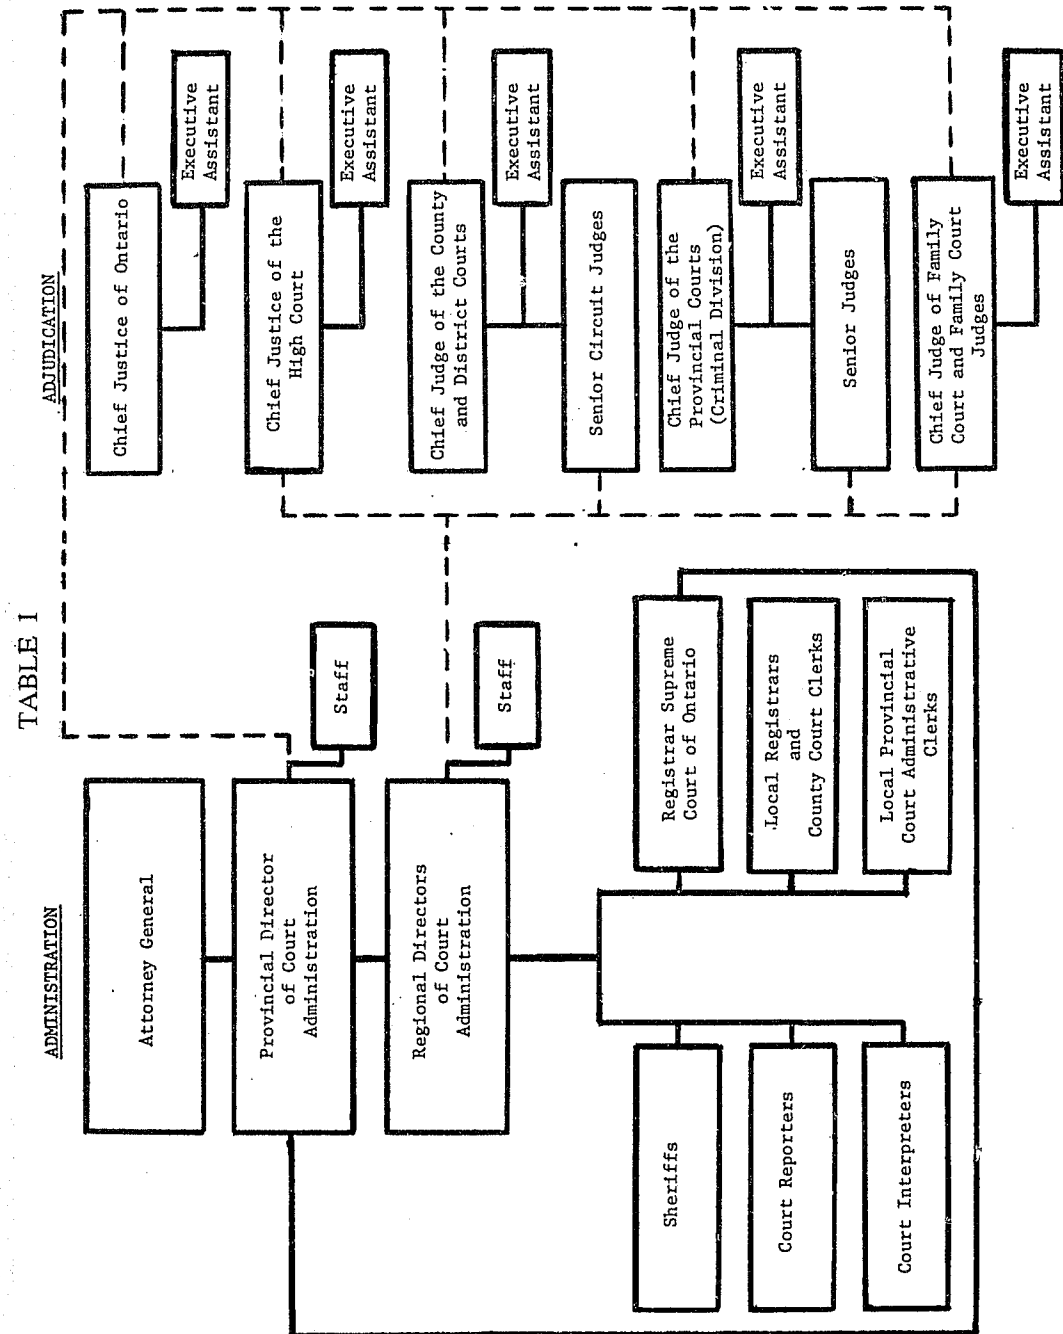 TABLE I
ADMINISTRATION
ADJUDICATION
Attorney General
Provincial Director
of Court
Administration
Staff
Regional Directors
of Court
Administration
Staff
Sheriffs
Court Reporters
Court Interpreters
Registrar Supreme
Court of Ontario
Local Registrars
and
County Court Clerks
Local Provincial
Court Administrative
Clerks
Chief Justice of Ontario
Executive
Assistant
Chief Justice of the
High Court
Executive
Assistant
Chief Judge of the County
and District Courts
Executive
Assistant
Senior Circuit Judges
Chief Judge of the
Provincial Courts
(Criminal Division)
Executive
Assistant
Senior Judges
Chief Judge of Family
Court and Family Court
Judges
Executive
Assistant